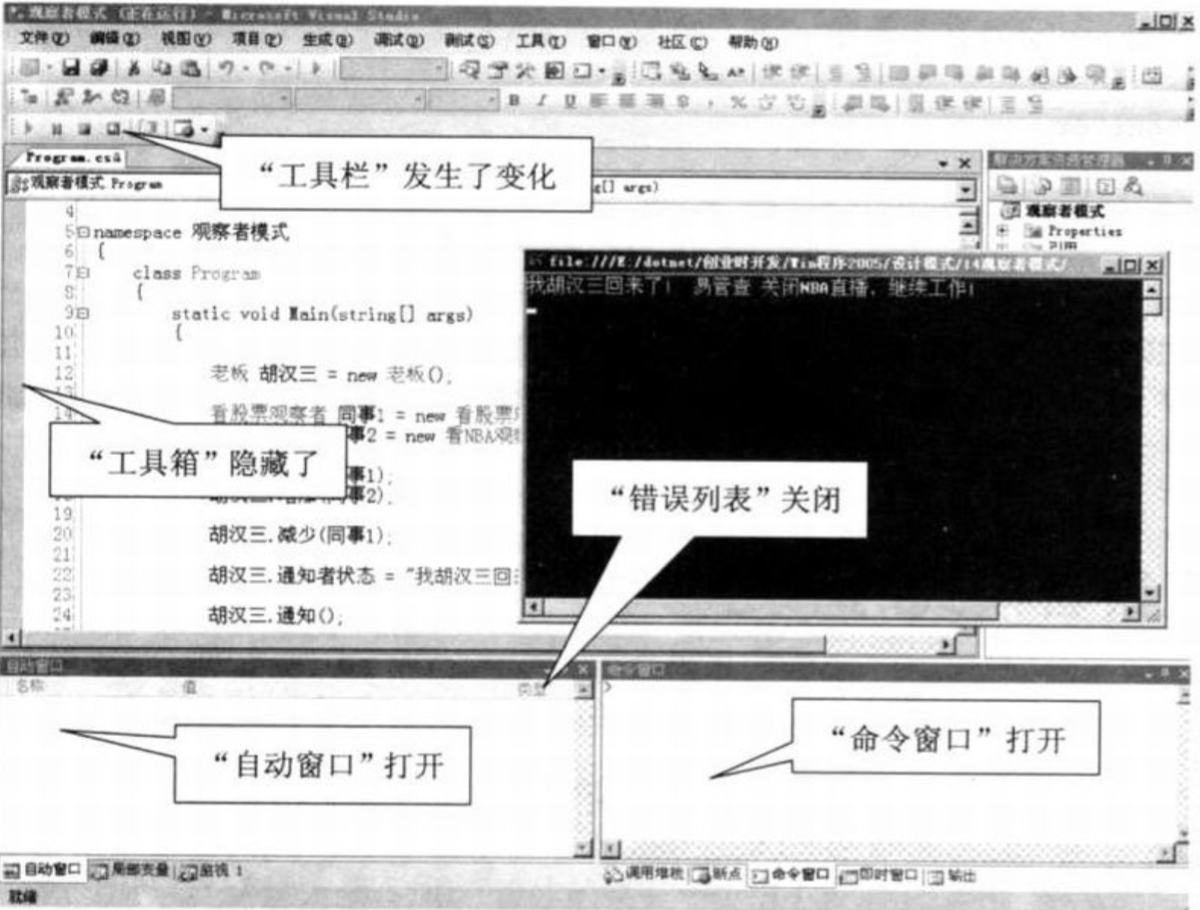 观察者模式 (正在运行) - Microsoft Visual Studio
文件(F) 编辑(E) 视图(V) 项目(P) 生成(B) 调试(D) 测试(S) 工具(T) 窗口(W) 社区(C) 帮助(H)
Program.cs
“工具栏”发生了变化
解决方案资源管理器
观察者模式.Program
g[] args)
观察者模式
Properties
引用
4
5 namespace 观察者模式
6 {
7 class Program
8 {
9 static void Main(string[] args)
10 {
11
12 老板 胡汉三 = new 老板();
file:///E:/dotnet/创业时开发/Win程序2005/设计模式/14观察者模式/
我胡汉三回来了! 易管查 关闭NBA直播，继续工作!
14 看股票观察者 同事1 = new 看股票
事2 = new 看NBA观
“工具箱”隐藏了
事1);
事2);
“错误列表”关闭
19
20 胡汉三.减少(同事1);
21
22 胡汉三.通知者状态 = "我胡汉三回
23
24 胡汉三.通知();
自动窗口
名称 值 类型
命令窗口
>
“自动窗口”打开
“命令窗口”打开
自动窗口 局部变量 监视 1
调用堆栈 断点 命令窗口 即时窗口 输出
就绪